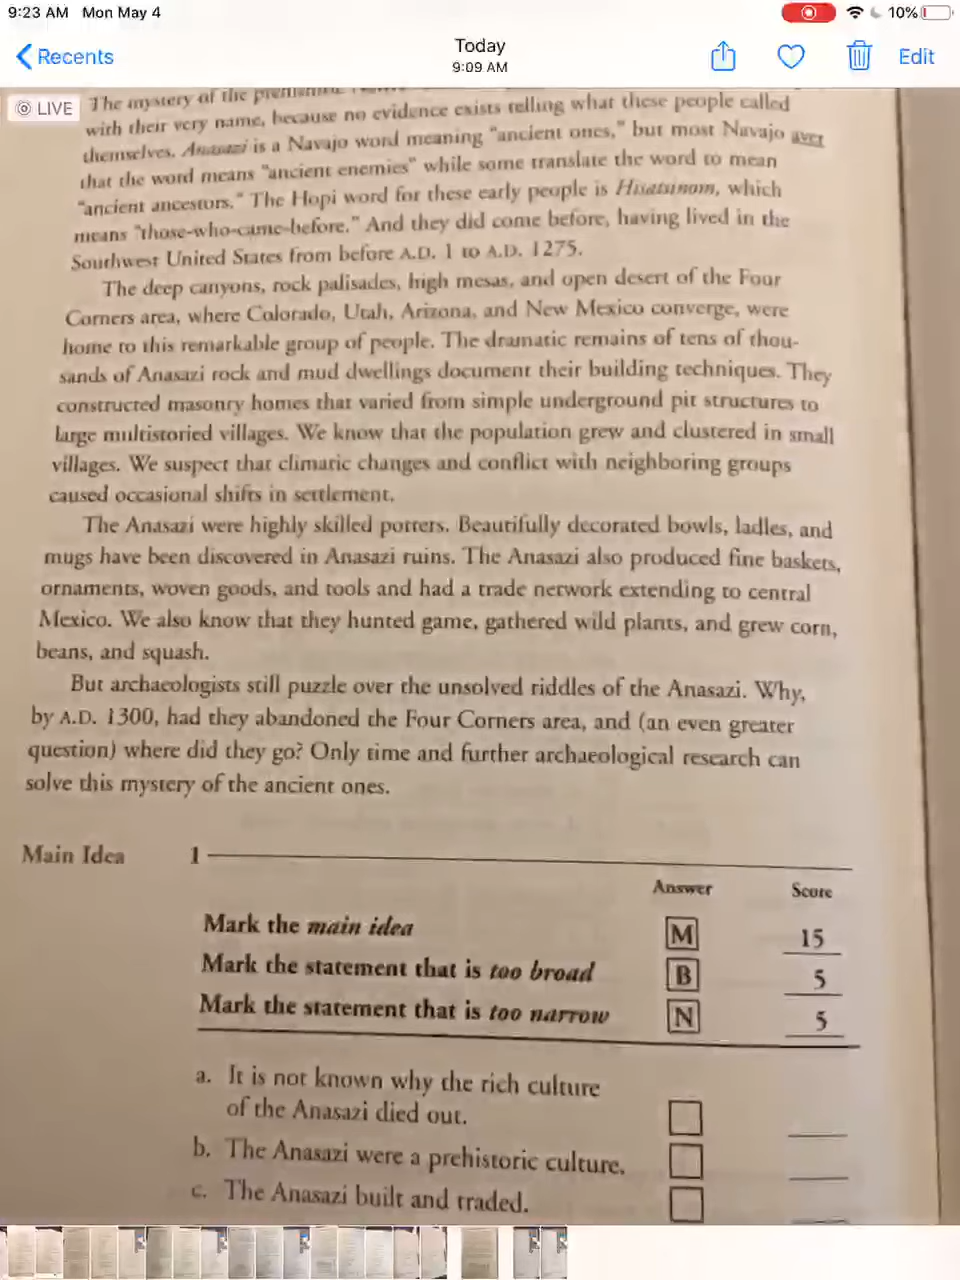 9:23 AM Mon May 4
10%
Recents
Today
9:09 AM
Edit
LIVE
The mystery of the
with their very name, because no evidence exists telling what these people called
themselves. Anasazi is a Navajo word meaning "ancient ones," but most Navajo aver
that the word means "ancient enemies" while some translate the word to mean
"ancient ancestors." The Hopi word for these early people is Hisatsinom, which
means "those-who-came-before." And they did come before, having lived in the
Southwest United States from before A.D. 1 to A.D. 1275.
The deep canyons, rock palisades, high mesas, and open desert of the Four
Corners area, where Colorado, Utah, Arizona, and New Mexico converge, were
home to this remarkable group of people. The dramatic remains of tens of thou-
sands of Anasazi rock and mud dwellings document their building techniques. They
constructed masonry homes that varied from simple underground pit structures to
large multistoried villages. We know that the population grew and clustered in small
villages. We suspect that climatic changes and conflict with neighboring groups
caused occasional shifts in settlement.
The Anasazi were highly skilled potters. Beautifully decorated bowls, ladles, and
mugs have been discovered in Anasazi ruins. The Anasazi also produced fine baskets,
ornaments, woven goods, and tools and had a trade network extending to central
Mexico. We also know that they hunted game, gathered wild plants, and grew corn,
beans, and squash.
But archaeologists still puzzle over the unsolved riddles of the Anasazi. Why,
by A.D. 1300, had they abandoned the Four Corners area, and (an even greater
question) where did they go? Only time and further archaeological research can
solve this mystery of the ancient ones.
Main Idea 1
Answer Score
Mark the main idea M 15
Mark the statement that is too broad B 5
Mark the statement that is too narrow N 5
a. It is not known why the rich culture
of the Anasazi died out.
b. The Anasazi were a prehistoric culture.
c. The Anasazi built and traded.